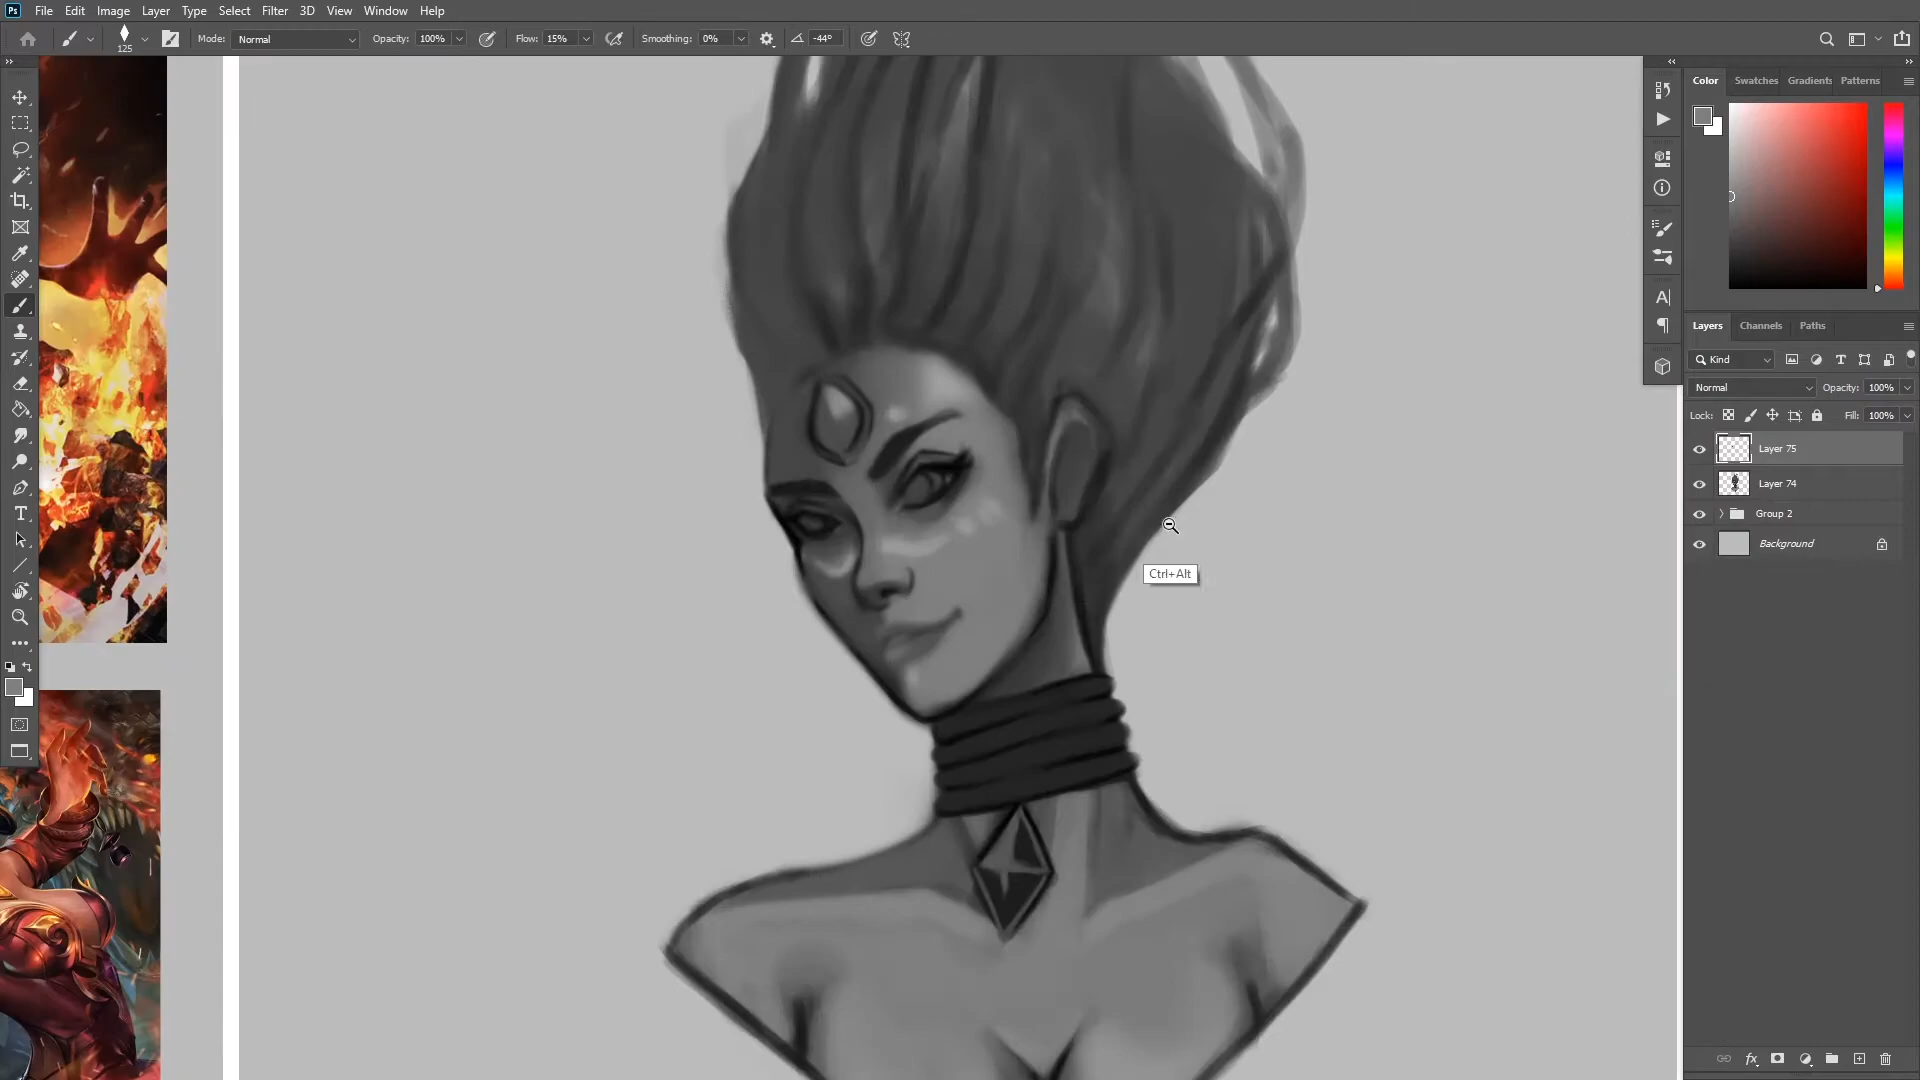 Ps File Edit Image Layer Type Select Filter 3D View Window Help
125 Mode: Normal Opacity: 100% Flow: 15% Smoothing: 0% -44°
Color Swatches Gradients Patterns
Layers Channels Paths
Kind
Normal Opacity: 100%
Lock: Fill: 100%
Layer 75
Layer 74
Group 2
Background
Ctrl+Alt